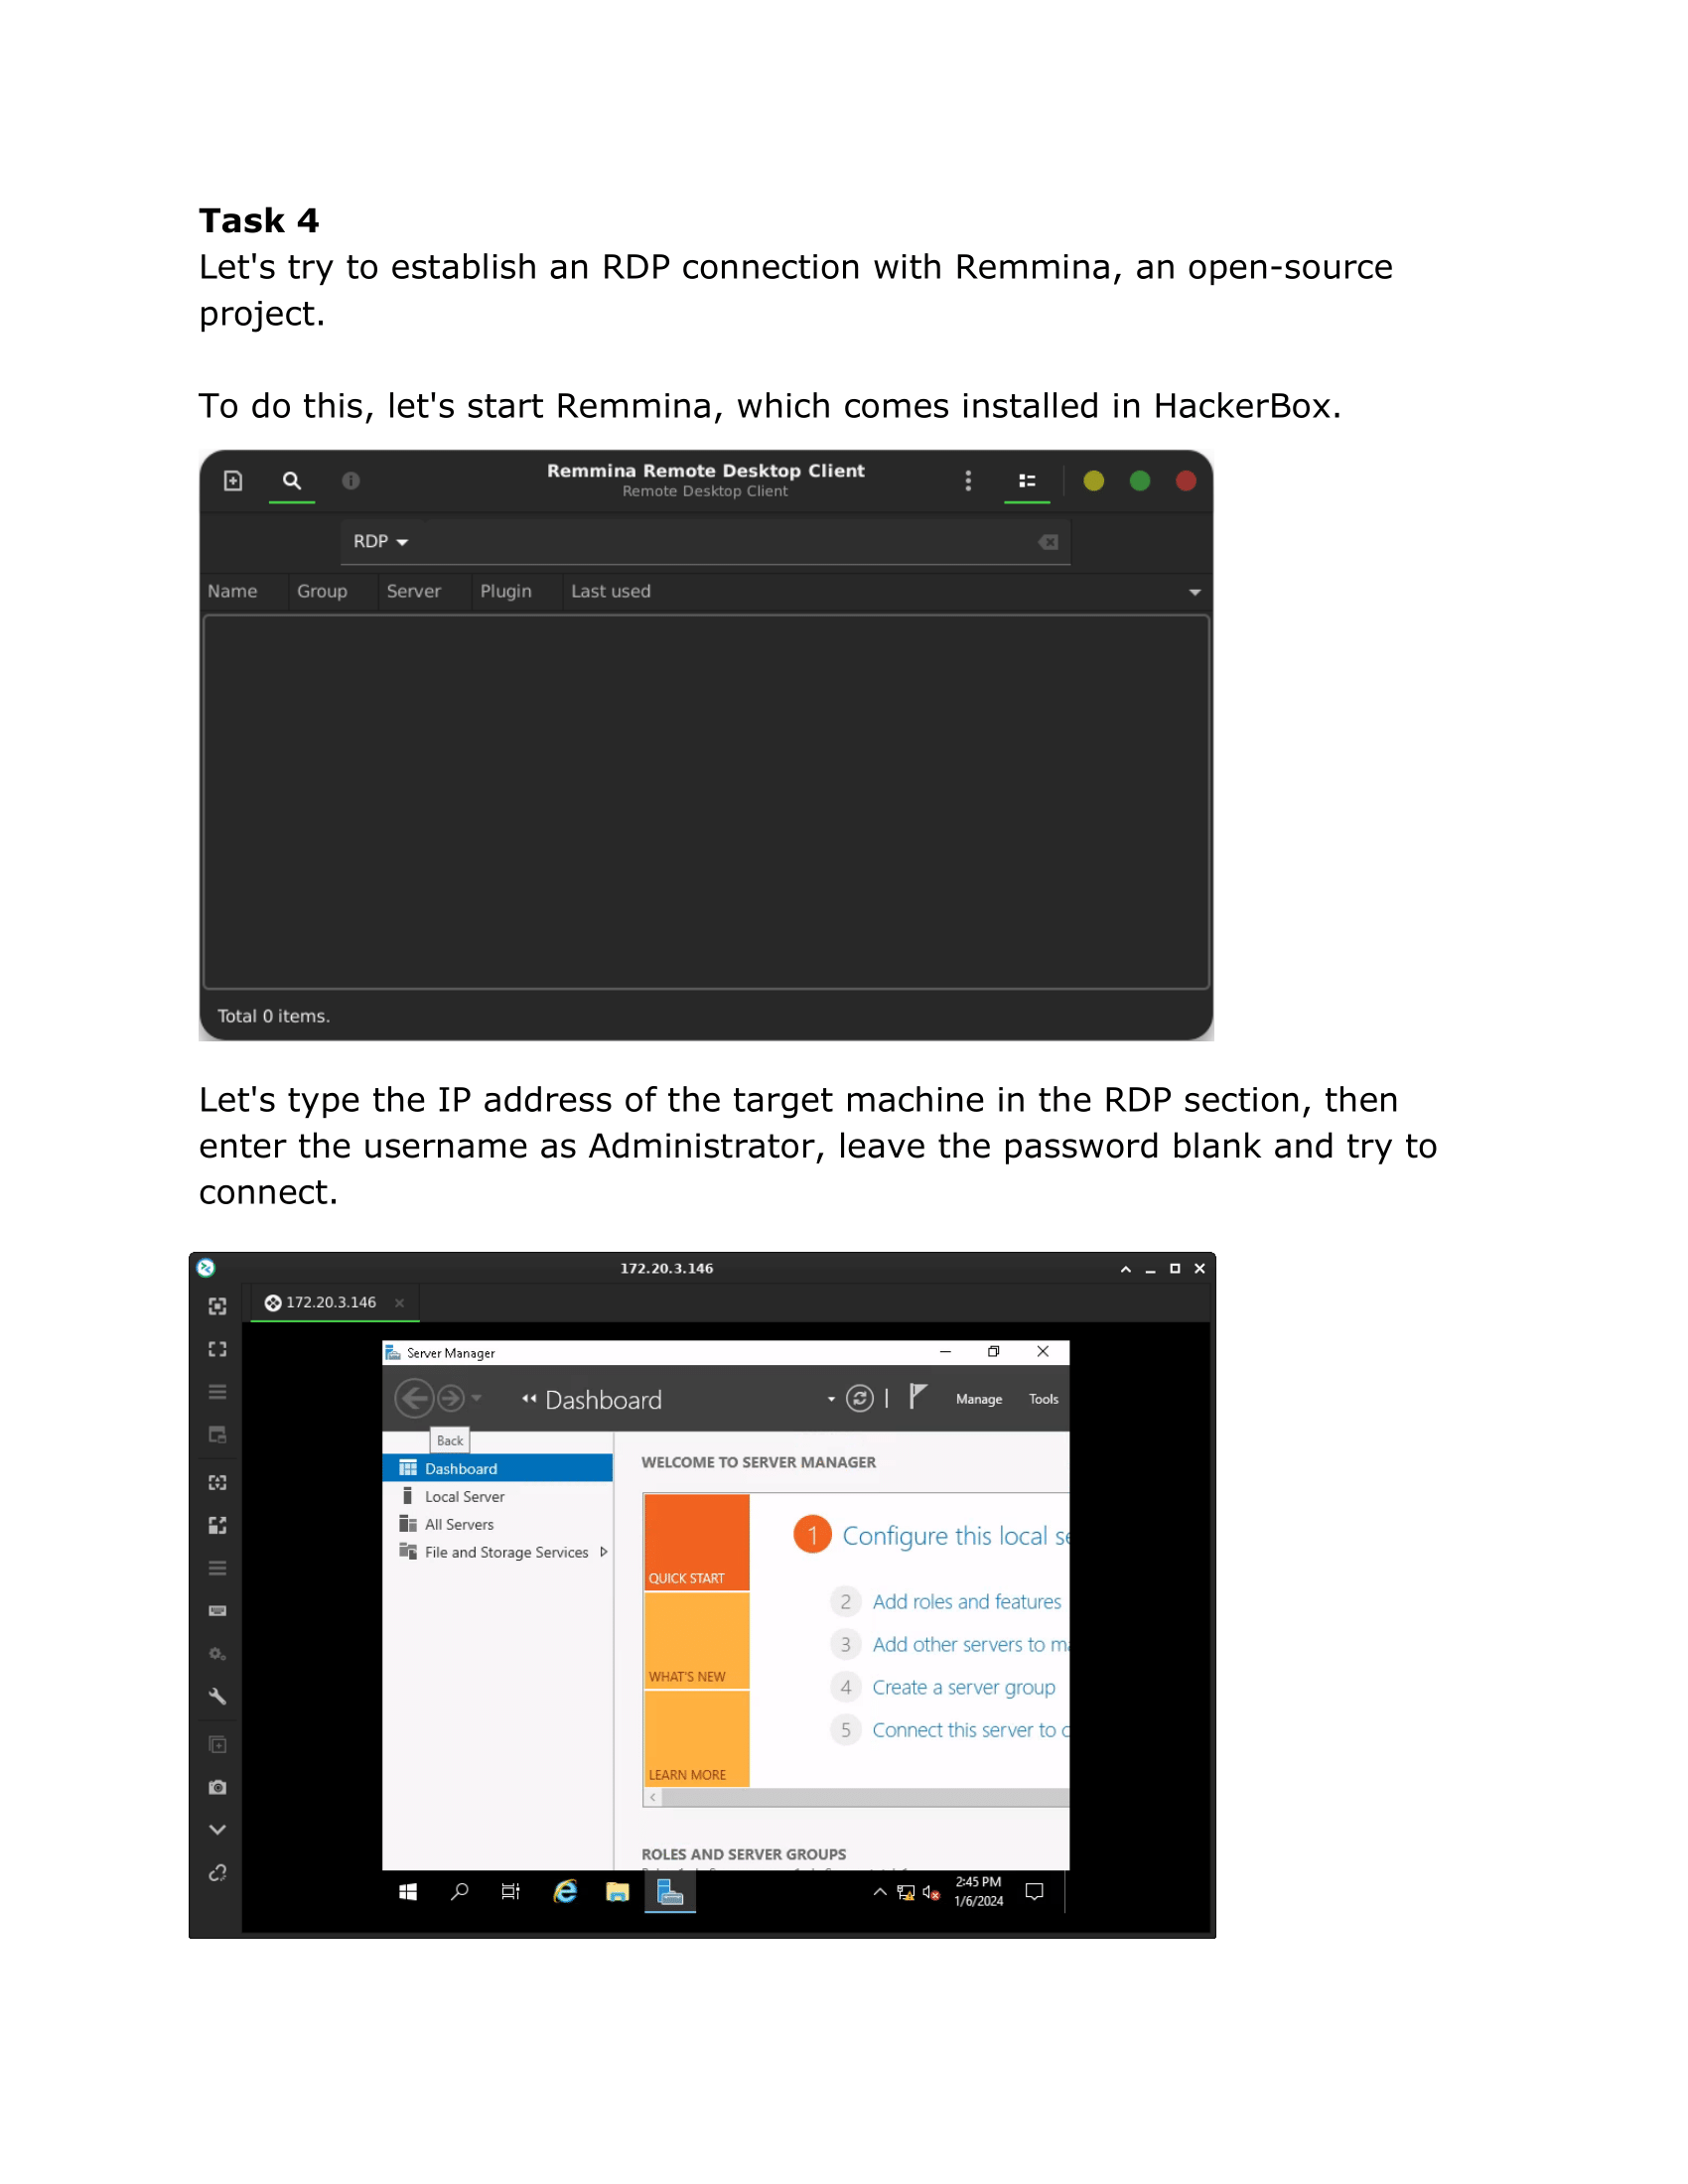 Task 4
Let's try to establish an RDP connection with Remmina, an open-source
project.
To do this, let's start Remmina, which comes installed in HackerBox.
Remmina Remote Desktop Client
Remote Desktop Client
RDP
Name Group Server Plugin Last used
Total 0 items.
Let's type the IP address of the target machine in the RDP section, then
enter the username as Administrator, leave the password blank and try to
connect.
172.20.3.146
172.20.3.146
Server Manager
Dashboard
Manage Tools
Back
Dashboard
Local Server
All Servers
File and Storage Services
WELCOME TO SERVER MANAGER
QUICK START
WHAT'S NEW
LEARN MORE
1 Configure this local se
2 Add roles and features
3 Add other servers to ma
4 Create a server group
5 Connect this server to c
ROLES AND SERVER GROUPS
2:45 PM
1/6/2024